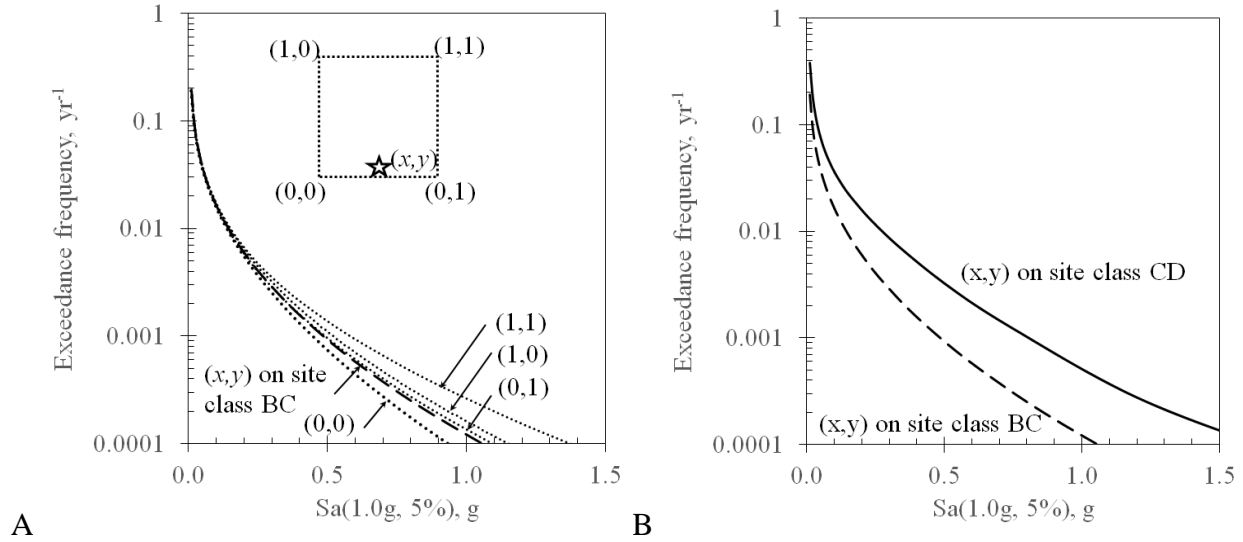 Exceedance frequency, yr-1
1
0.1
0.01
0.001
0.0001
(1,0)
(1,1)
(x,y)
(0,0)
(0,1)
(1,1)
(1,0)
(0,1)
(x,y) on site
class BC
(0,0)
0.0
0.5
1.0
1.5
Sa(1.0g, 5%), g
A
Exceedance frequency, yr-1
1
0.1
0.01
0.001
0.0001
(x,y) on site class CD
(x,y) on site class BC
0.0
0.5
1.0
1.5
Sa(1.0g, 5%), g
B